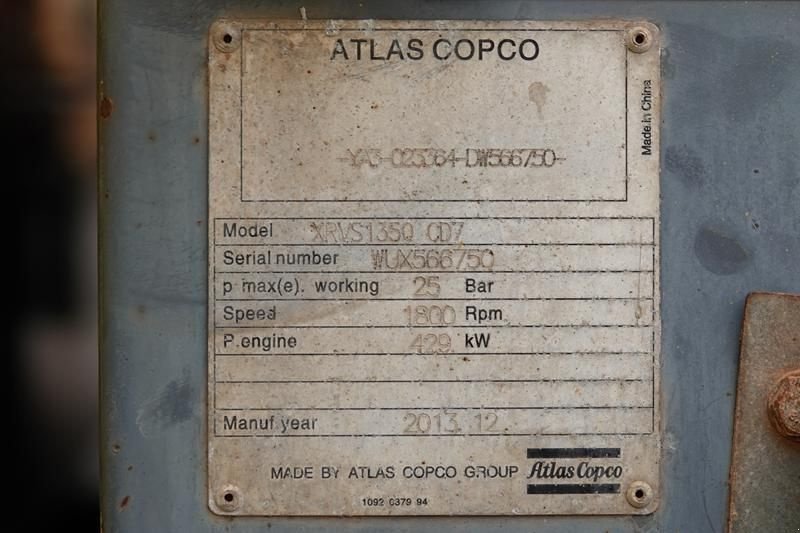 ATLAS COPCO
Made in China
-YA3-023364-DW566750-
Model XRVS1350 CD7
Serial number WUX566750
p max(e). working 25 Bar
Speed 1800 Rpm
P.engine 429 kW
Manuf year 2013.12
MADE BY ATLAS COPCO GROUP Atlas Copco
1092 0379 94